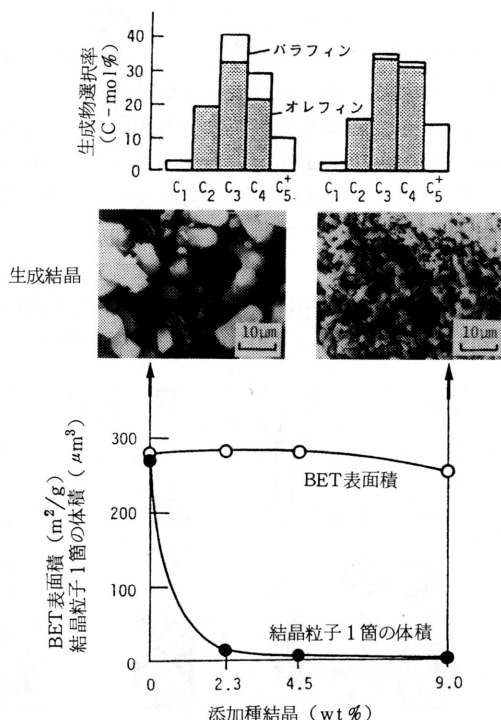 生成物選択率
(C-mol%)
40
30
20
10
0
パラフィン
オレフィン
C1 C2 C3 C4 C5+
C1 C2 C3 C4 C5+
生成結晶
10μm
10μm
BET表面積 (m²/g)
結晶粒子1箇の体積 (μm³)
300
200
100
0
BET表面積
結晶粒子1箇の体積
0 2.3 4.5 9.0
添加種結晶 (wt%)